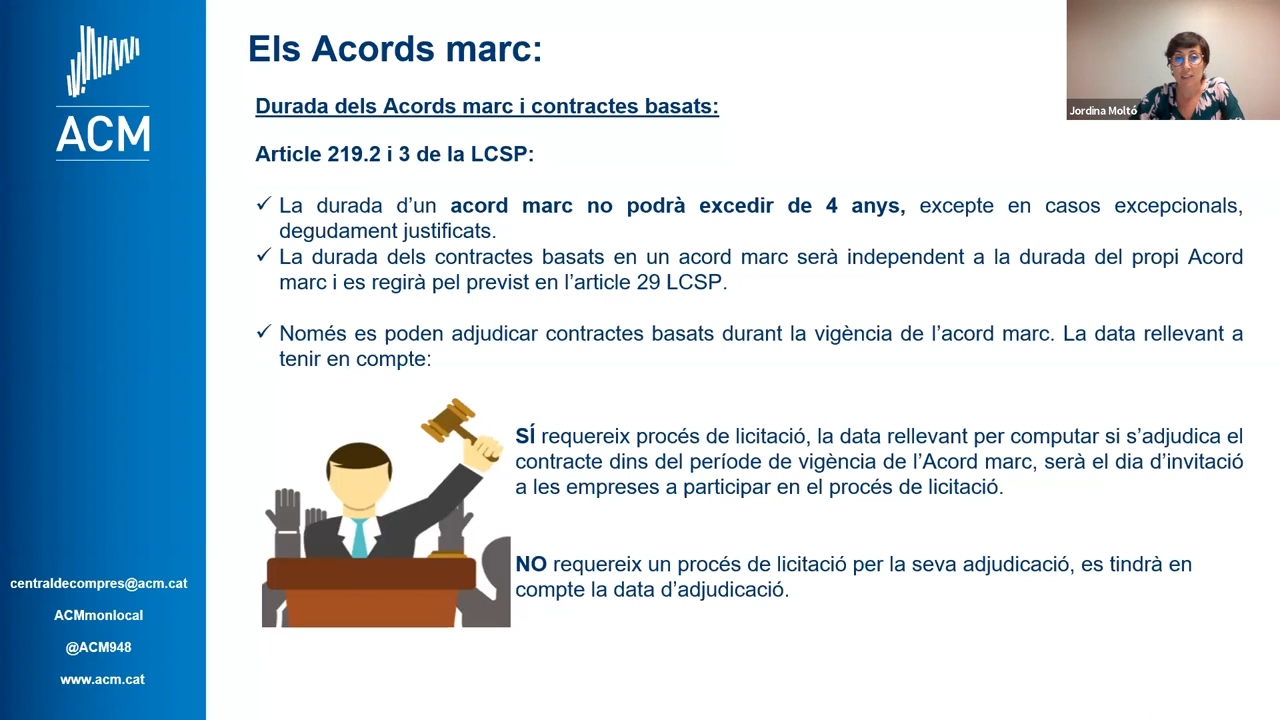 ACM
centraldecompres@acm.cat
ACMmonlocal
@ACM948
www.acm.cat
Els Acords marc:
Durada dels Acords marc i contractes basats:
Article 219.2 i 3 de la LCSP:
✓ La durada d’un acord marc no podrà excedir de 4 anys, excepte en casos excepcionals,
degudament justificats.
✓ La durada dels contractes basats en un acord marc serà independent a la durada del propi Acord
marc i es regirà pel previst en l’article 29 LCSP.
✓ Només es poden adjudicar contractes basats durant la vigència de l’acord marc. La data rellevant a
tenir en compte:
SÍ requereix procés de licitació, la data rellevant per computar si s’adjudica el
contracte dins del període de vigència de l’Acord marc, serà el dia d’invitació
a les empreses a participar en el procés de licitació.
NO requereix un procés de licitació per la seva adjudicació, es tindrà en
compte la data d’adjudicació.
Jordina Moltó